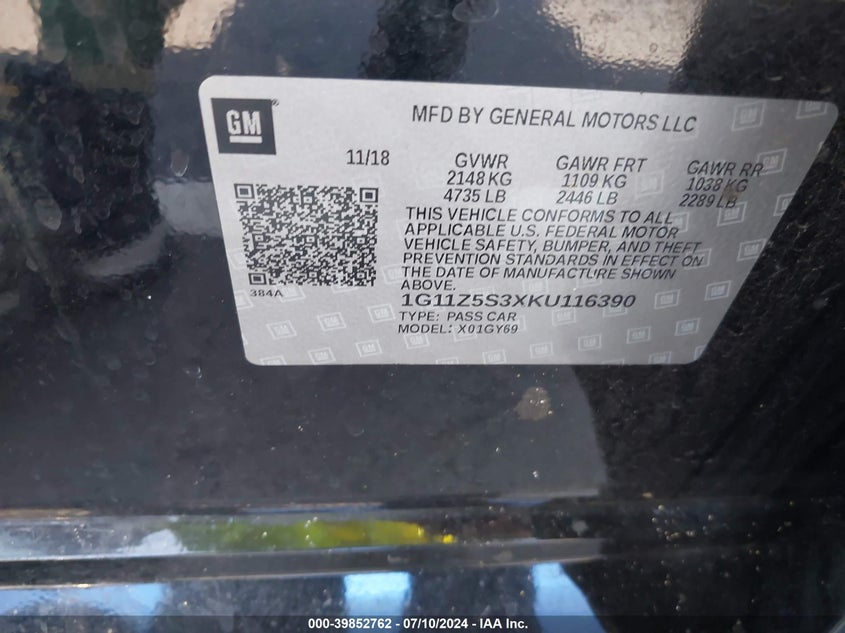 GM®
MFD BY GENERAL MOTORS LLC
11/18
GVWR
2148 KG
4735 LB
GAWR FRT
1109 KG
2446 LB
GAWR RR
1038 KG
2289 LB
THIS VEHICLE CONFORMS TO ALL
APPLICABLE U.S. FEDERAL MOTOR
VEHICLE SAFETY, BUMPER, AND THEFT
PREVENTION STANDARDS IN EFFECT ON
THE DATE OF MANUFACTURE SHOWN
ABOVE.
384A
1G11Z5S3XKU116390
TYPE: PASS CAR
MODEL: X01GY69
000-39852762 / 07/10/2024 - IAA Inc.